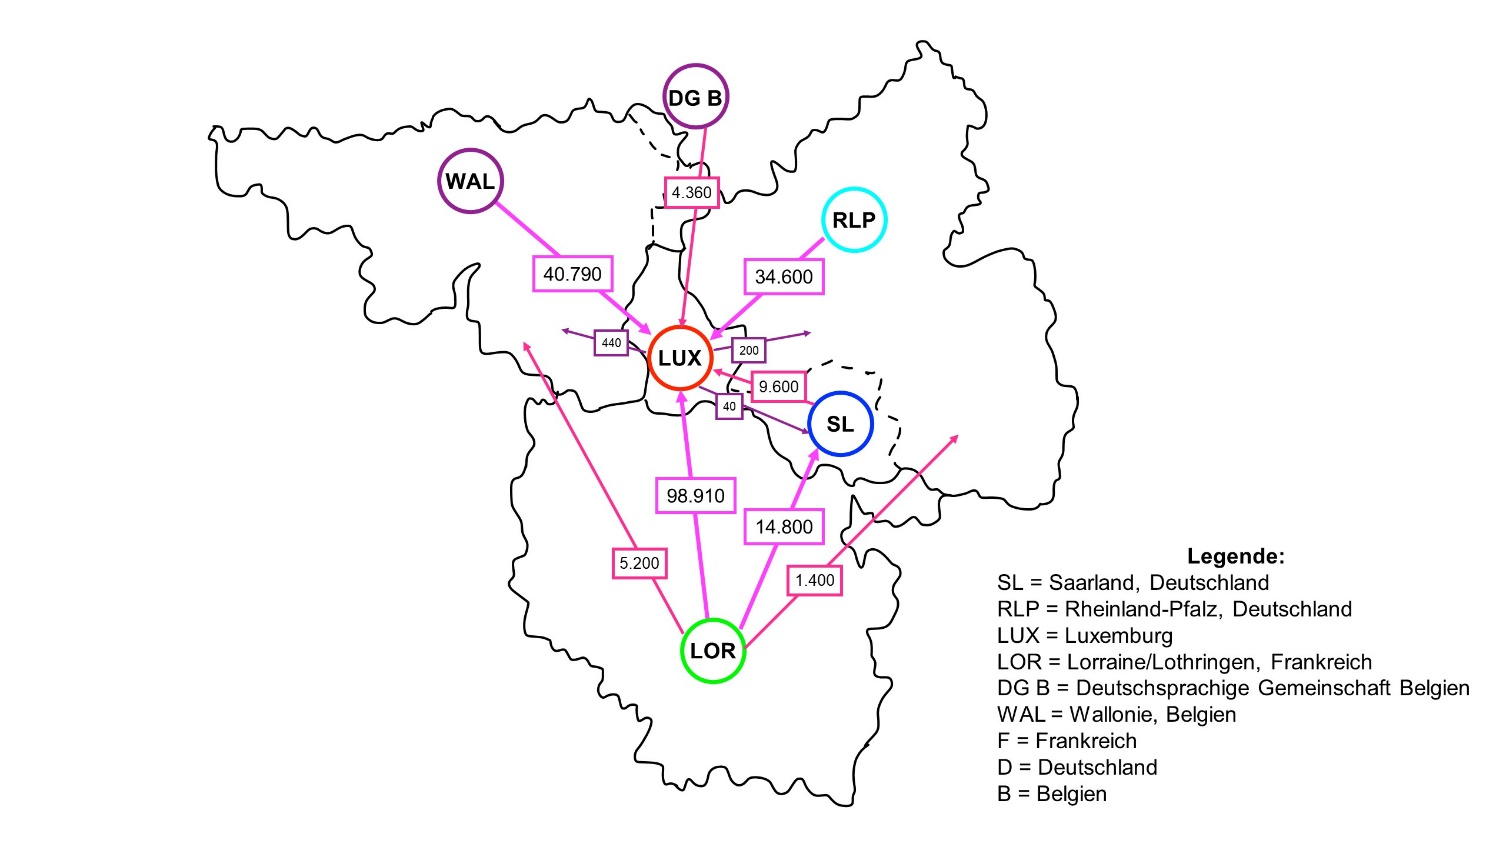 DG B
WAL
4.360
RLP
40.790
34.600
440
LUX
200
9.600
40
SL
98.910
14.800
5.200
1.400
LOR
Legende:
SL = Saarland, Deutschland
RLP = Rheinland-Pfalz, Deutschland
LUX = Luxemburg
LOR = Lorraine/Lothringen, Frankreich
DG B = Deutschsprachige Gemeinschaft Belgien
WAL = Wallonie, Belgien
F = Frankreich
D = Deutschland
B = Belgien